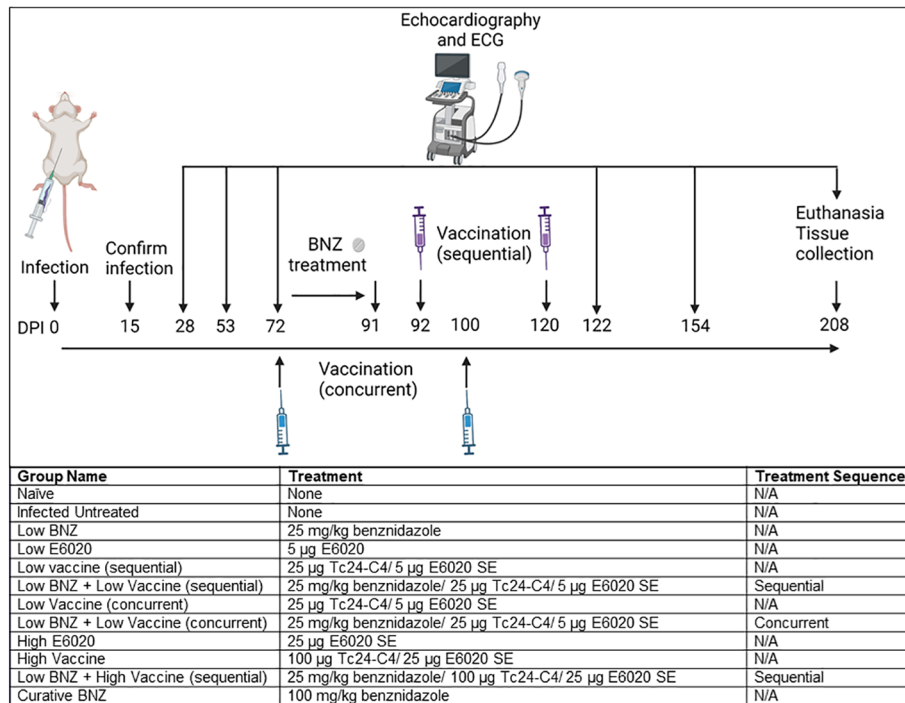 Echocardiography
and ECG
Infection
Confirm
infection
BNZ
treatment
Vaccination
(sequential)
Euthanasia
Tissue
collection
DPI 0 15 28 53 72 91 92 100 120 122 154 208
Vaccination
(concurrent)
Group Name Treatment Treatment Sequence
Naïve None N/A
Infected Untreated None N/A
Low BNZ 25 mg/kg benznidazole N/A
Low E6020 5 µg E6020 N/A
Low vaccine (sequential) 25 µg Tc24-C4/ 5 µg E6020 SE N/A
Low BNZ + Low Vaccine (sequential) 25 mg/kg benznidazole/ 25 µg Tc24-C4/ 5 µg E6020 SE Sequential
Low Vaccine (concurrent) 25 µg Tc24-C4/ 5 µg E6020 SE N/A
Low BNZ + Low Vaccine (concurrent) 25 mg/kg benznidazole/ 25 µg Tc24-C4/ 5 µg E6020 SE Concurrent
High E6020 25 µg E6020 SE N/A
High Vaccine 100 µg Tc24-C4/ 25 µg E6020 SE N/A
Low BNZ + High Vaccine (sequential) 25 mg/kg benznidazole/ 100 µg Tc24-C4/ 25 µg E6020 SE Sequential
Curative BNZ 100 mg/kg benznidazole N/A